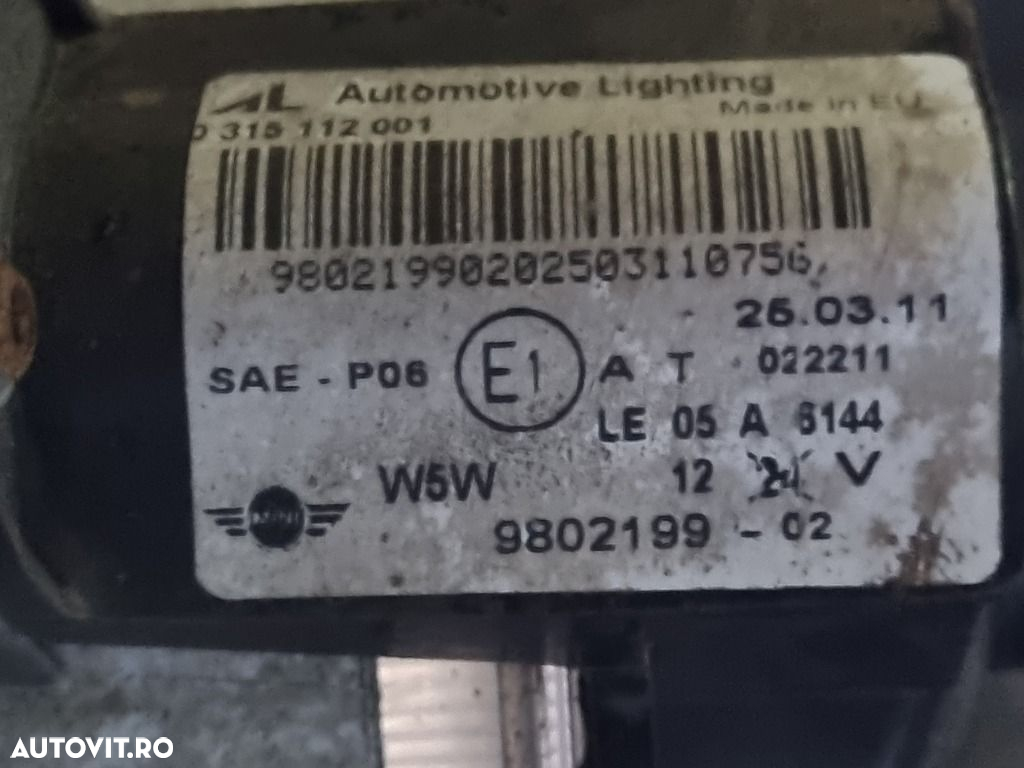 AL Automotive Lighting
Made in EU
0 315 112 001
98021990202503110756
25.03.11
SAE - P06 E1 A T 022211
LE 05 A 6144
W5W 12 V
MINI
9802199 - 02
AUTOVIT.RO